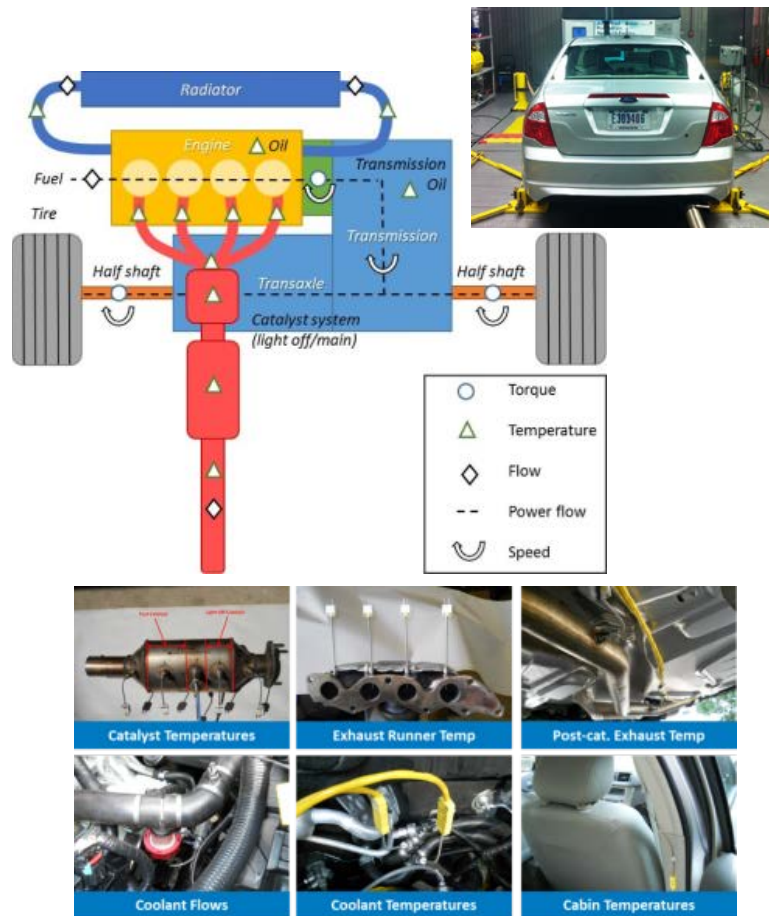 Radiator
Engine
Oil
Fuel
Transmission
Oil
Tire
Transmission
Half shaft
Transaxle
Half shaft
Catalyst system
(light off/main)
Torque
Temperature
Flow
Power flow
Speed
Catalyst Temperatures
Exhaust Runner Temp
Post-cat. Exhaust Temp
Coolant Flows
Coolant Temperatures
Cabin Temperatures